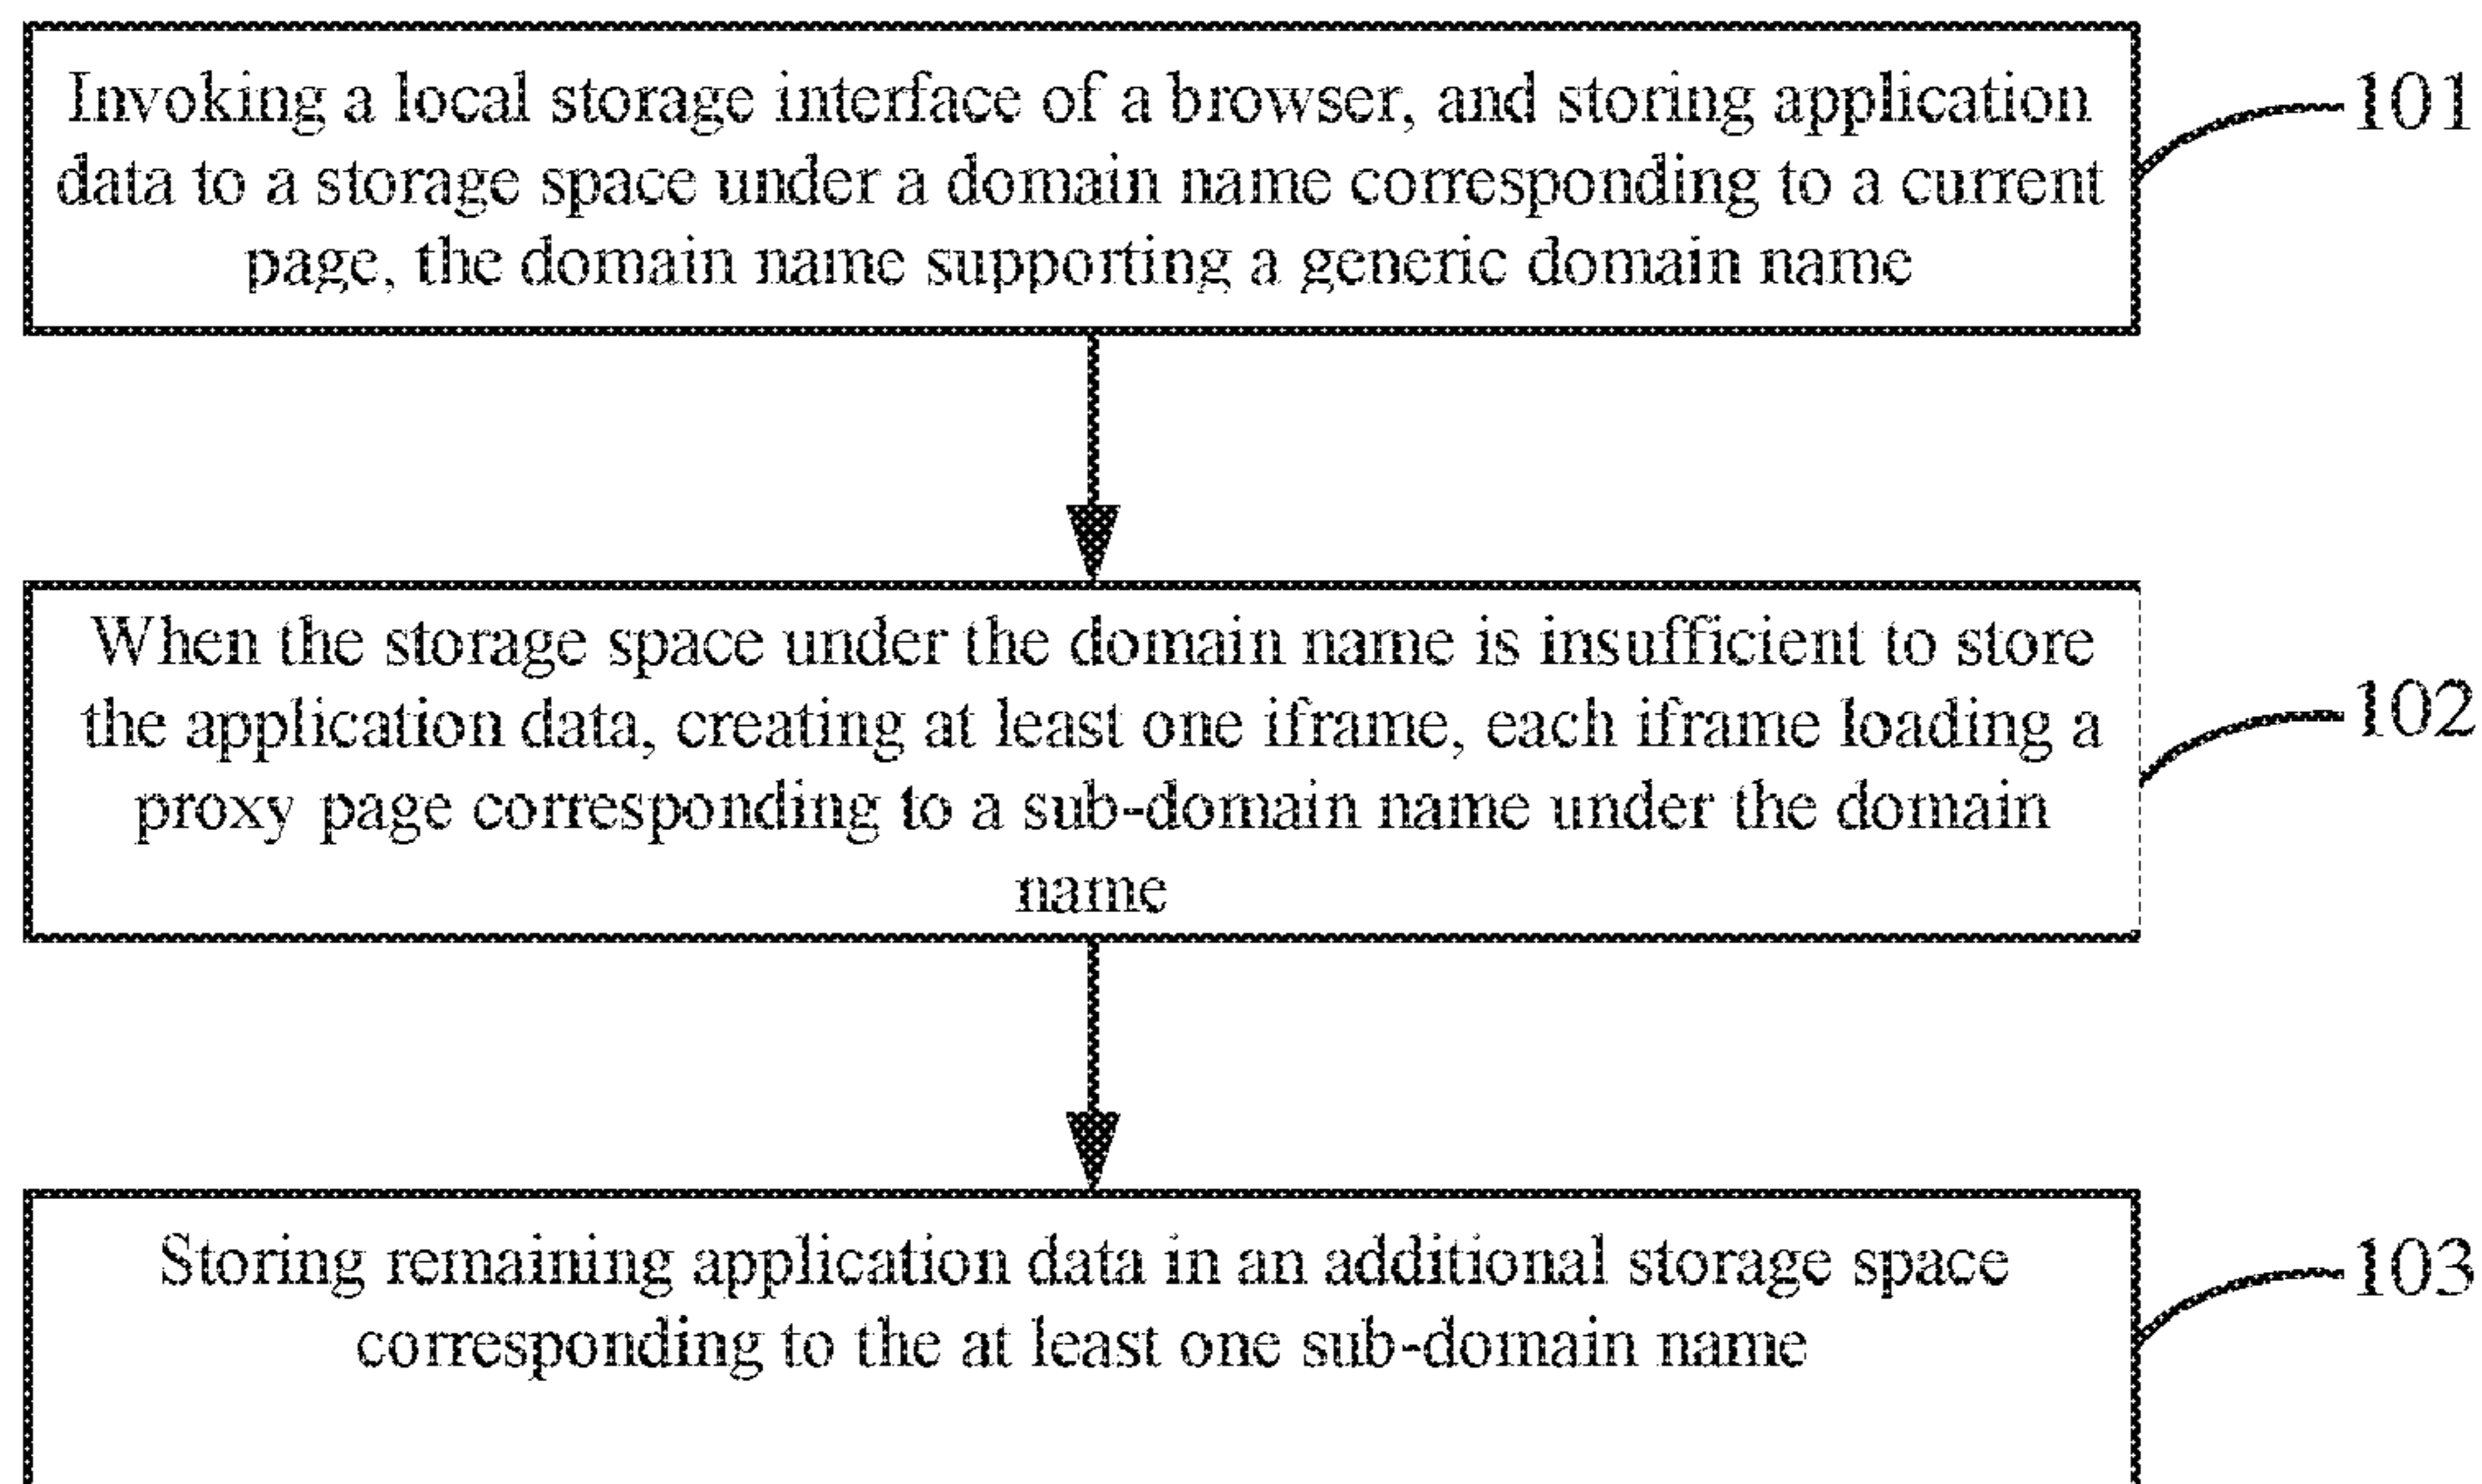 Invoking a local storage interface of a browser, and storing application
data to a storage space under a domain name corresponding to a current
page, the domain name supporting a generic domain name
101
When the storage space under the domain name is insufficient to store
the application data, creating at least one iframe, each iframe loading a
proxy page corresponding to a sub-domain name under the domain
name
102
Storing remaining application data in an additional storage space
corresponding to the at least one sub-domain name
103